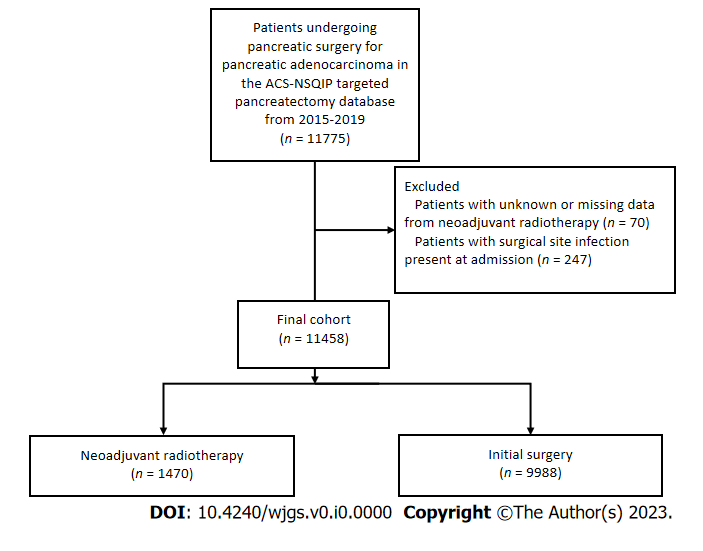 Patients undergoing
pancreatic surgery for
pancreatic adenocarcinoma in
the ACS-NSQIP targeted
pancreatectomy database
from 2015-2019
(n = 11775)
Excluded
Patients with unknown or missing data
from neoadjuvant radiotherapy (n = 70)
Patients with surgical site infection
present at admission (n = 247)
Final cohort
(n = 11458)
Neoadjuvant radiotherapy
(n = 1470)
Initial surgery
(n = 9988)
DOI: 10.4240/wjgs.v0.i0.0000 Copyright ©The Author(s) 2023.